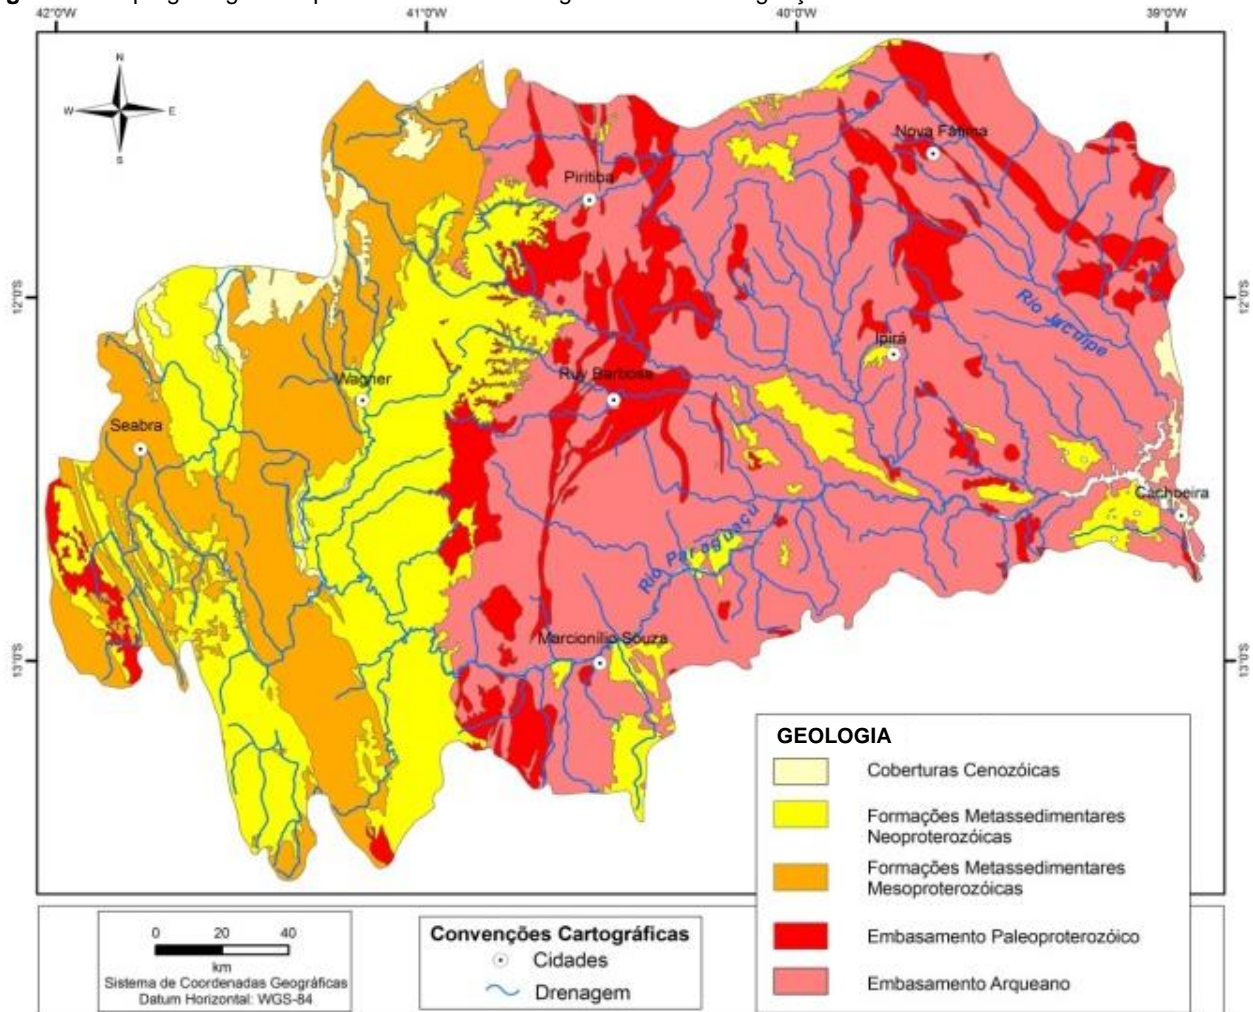 42°0'W 41°0'W 40°0'W 39°0'W
N
W E
S
12°0'S
12°0'S
13°0'S
13°0'S
Nova Fátima
Piritiba
Rio Jacuípe
Ipirá
Wagner
Ruy Barbosa
Seabra
Cachoeira
Rio Paraguaçú
Marcionílio Souza
GEOLOGIA
Coberturas Cenozóicas
Formações Metassedimentares
Neoproterozóicas
Formações Metassedimentares
Mesoproterozóicas
Embasamento Paleoproterozóico
Embasamento Arqueano
0 20 40
km
Sistema de Coordenadas Geográficas
Datum Horizontal: WGS-84
Convenções Cartográficas
Cidades
Drenagem